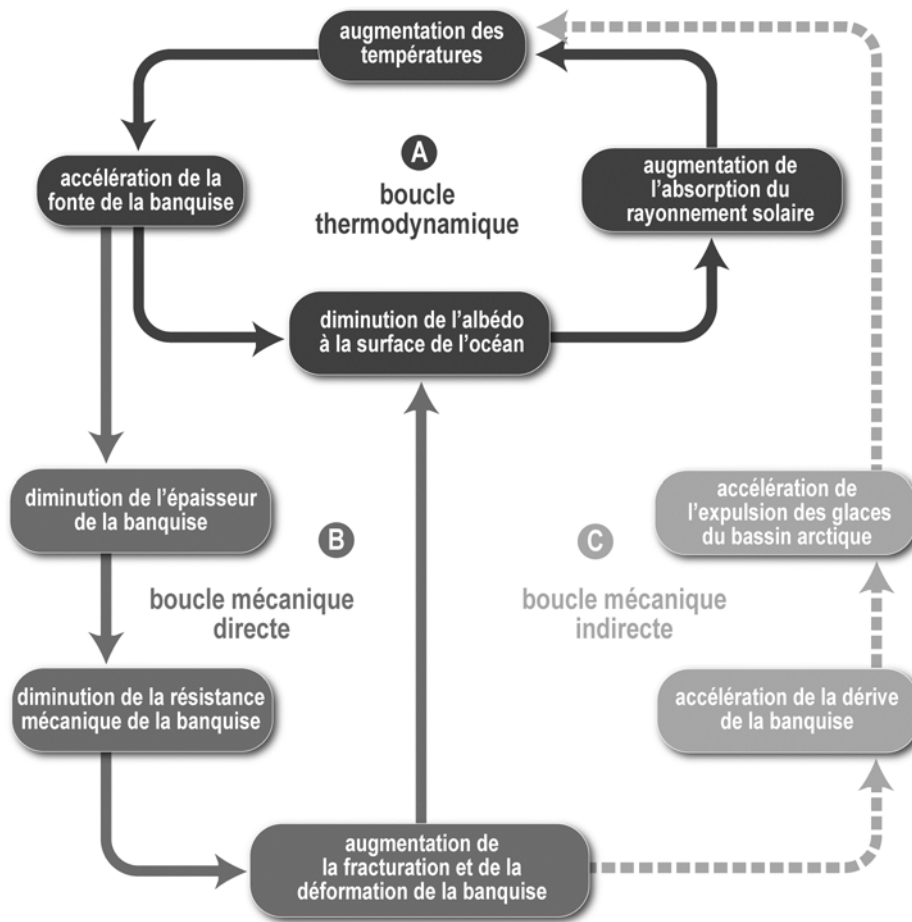 augmentation des
températures
A
boucle
thermodynamique
accélération de la
fonte de la banquise
augmentation de
l'absorption du
rayonnement solaire
diminution de l'albédo
à la surface de l'océan
diminution de l'épaisseur
de la banquise
B
boucle mécanique
directe
C
boucle mécanique
indirecte
accélération de
l'expulsion des glaces
du bassin arctique
diminution de la résistance
mécanique de la banquise
accélération de la dérive
de la banquise
augmentation de
la fracturation et de la
déformation de la banquise